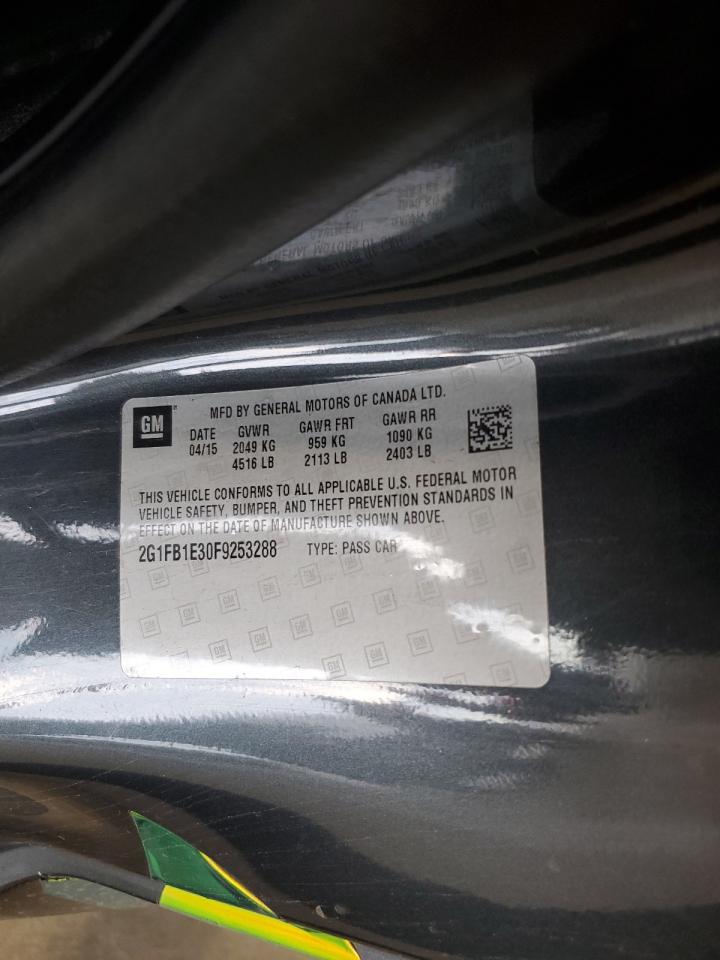 GM
MFD BY GENERAL MOTORS OF CANADA LTD.
DATE GVWR GAWR FRT GAWR RR
04/15 2049 KG 959 KG 1090 KG
4516 LB 2113 LB 2403 LB
THIS VEHICLE CONFORMS TO ALL APPLICABLE U.S. FEDERAL MOTOR
VEHICLE SAFETY, BUMPER, AND THEFT PREVENTION STANDARDS IN
EFFECT ON THE DATE OF MANUFACTURE SHOWN ABOVE.
2G1FB1E30F9253288 TYPE: PASS CAR